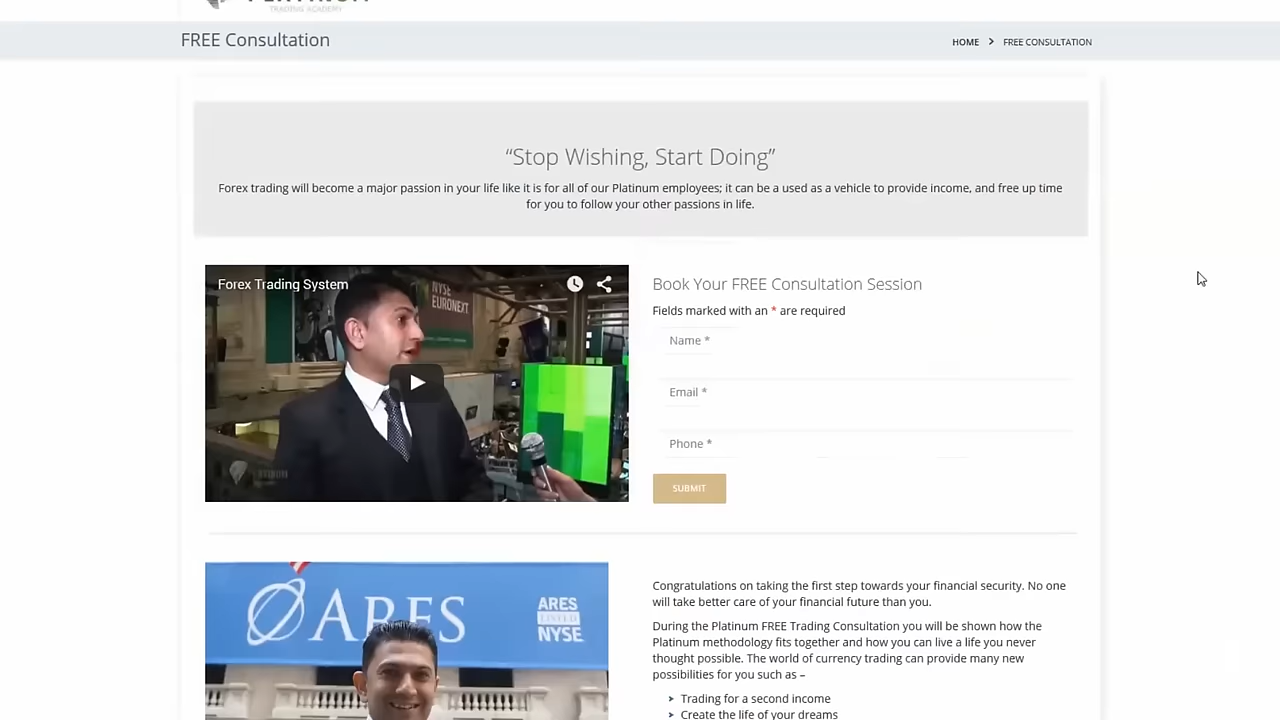 TRADING ACADEMY
FREE Consultation
HOME > FREE CONSULTATION
“Stop Wishing, Start Doing”
Forex trading will become a major passion in your life like it is for all of our Platinum employees; it can be a used as a vehicle to provide income, and free up time
for you to follow your other passions in life.
Forex Trading System
NYSE
EURONEXT
Book Your FREE Consultation Session
Fields marked with an * are required
Name *
Email *
Phone *
SUBMIT
ARES
ARES
LISTED
NYSE
Congratulations on taking the first step towards your financial security. No one
will take better care of your financial future than you.
During the Platinum FREE Trading Consultation you will be shown how the
Platinum methodology fits together and how you can live a life you never
thought possible. The world of currency trading can provide many new
possibilities for you such as –
Trading for a second income
Create the life of your dreams